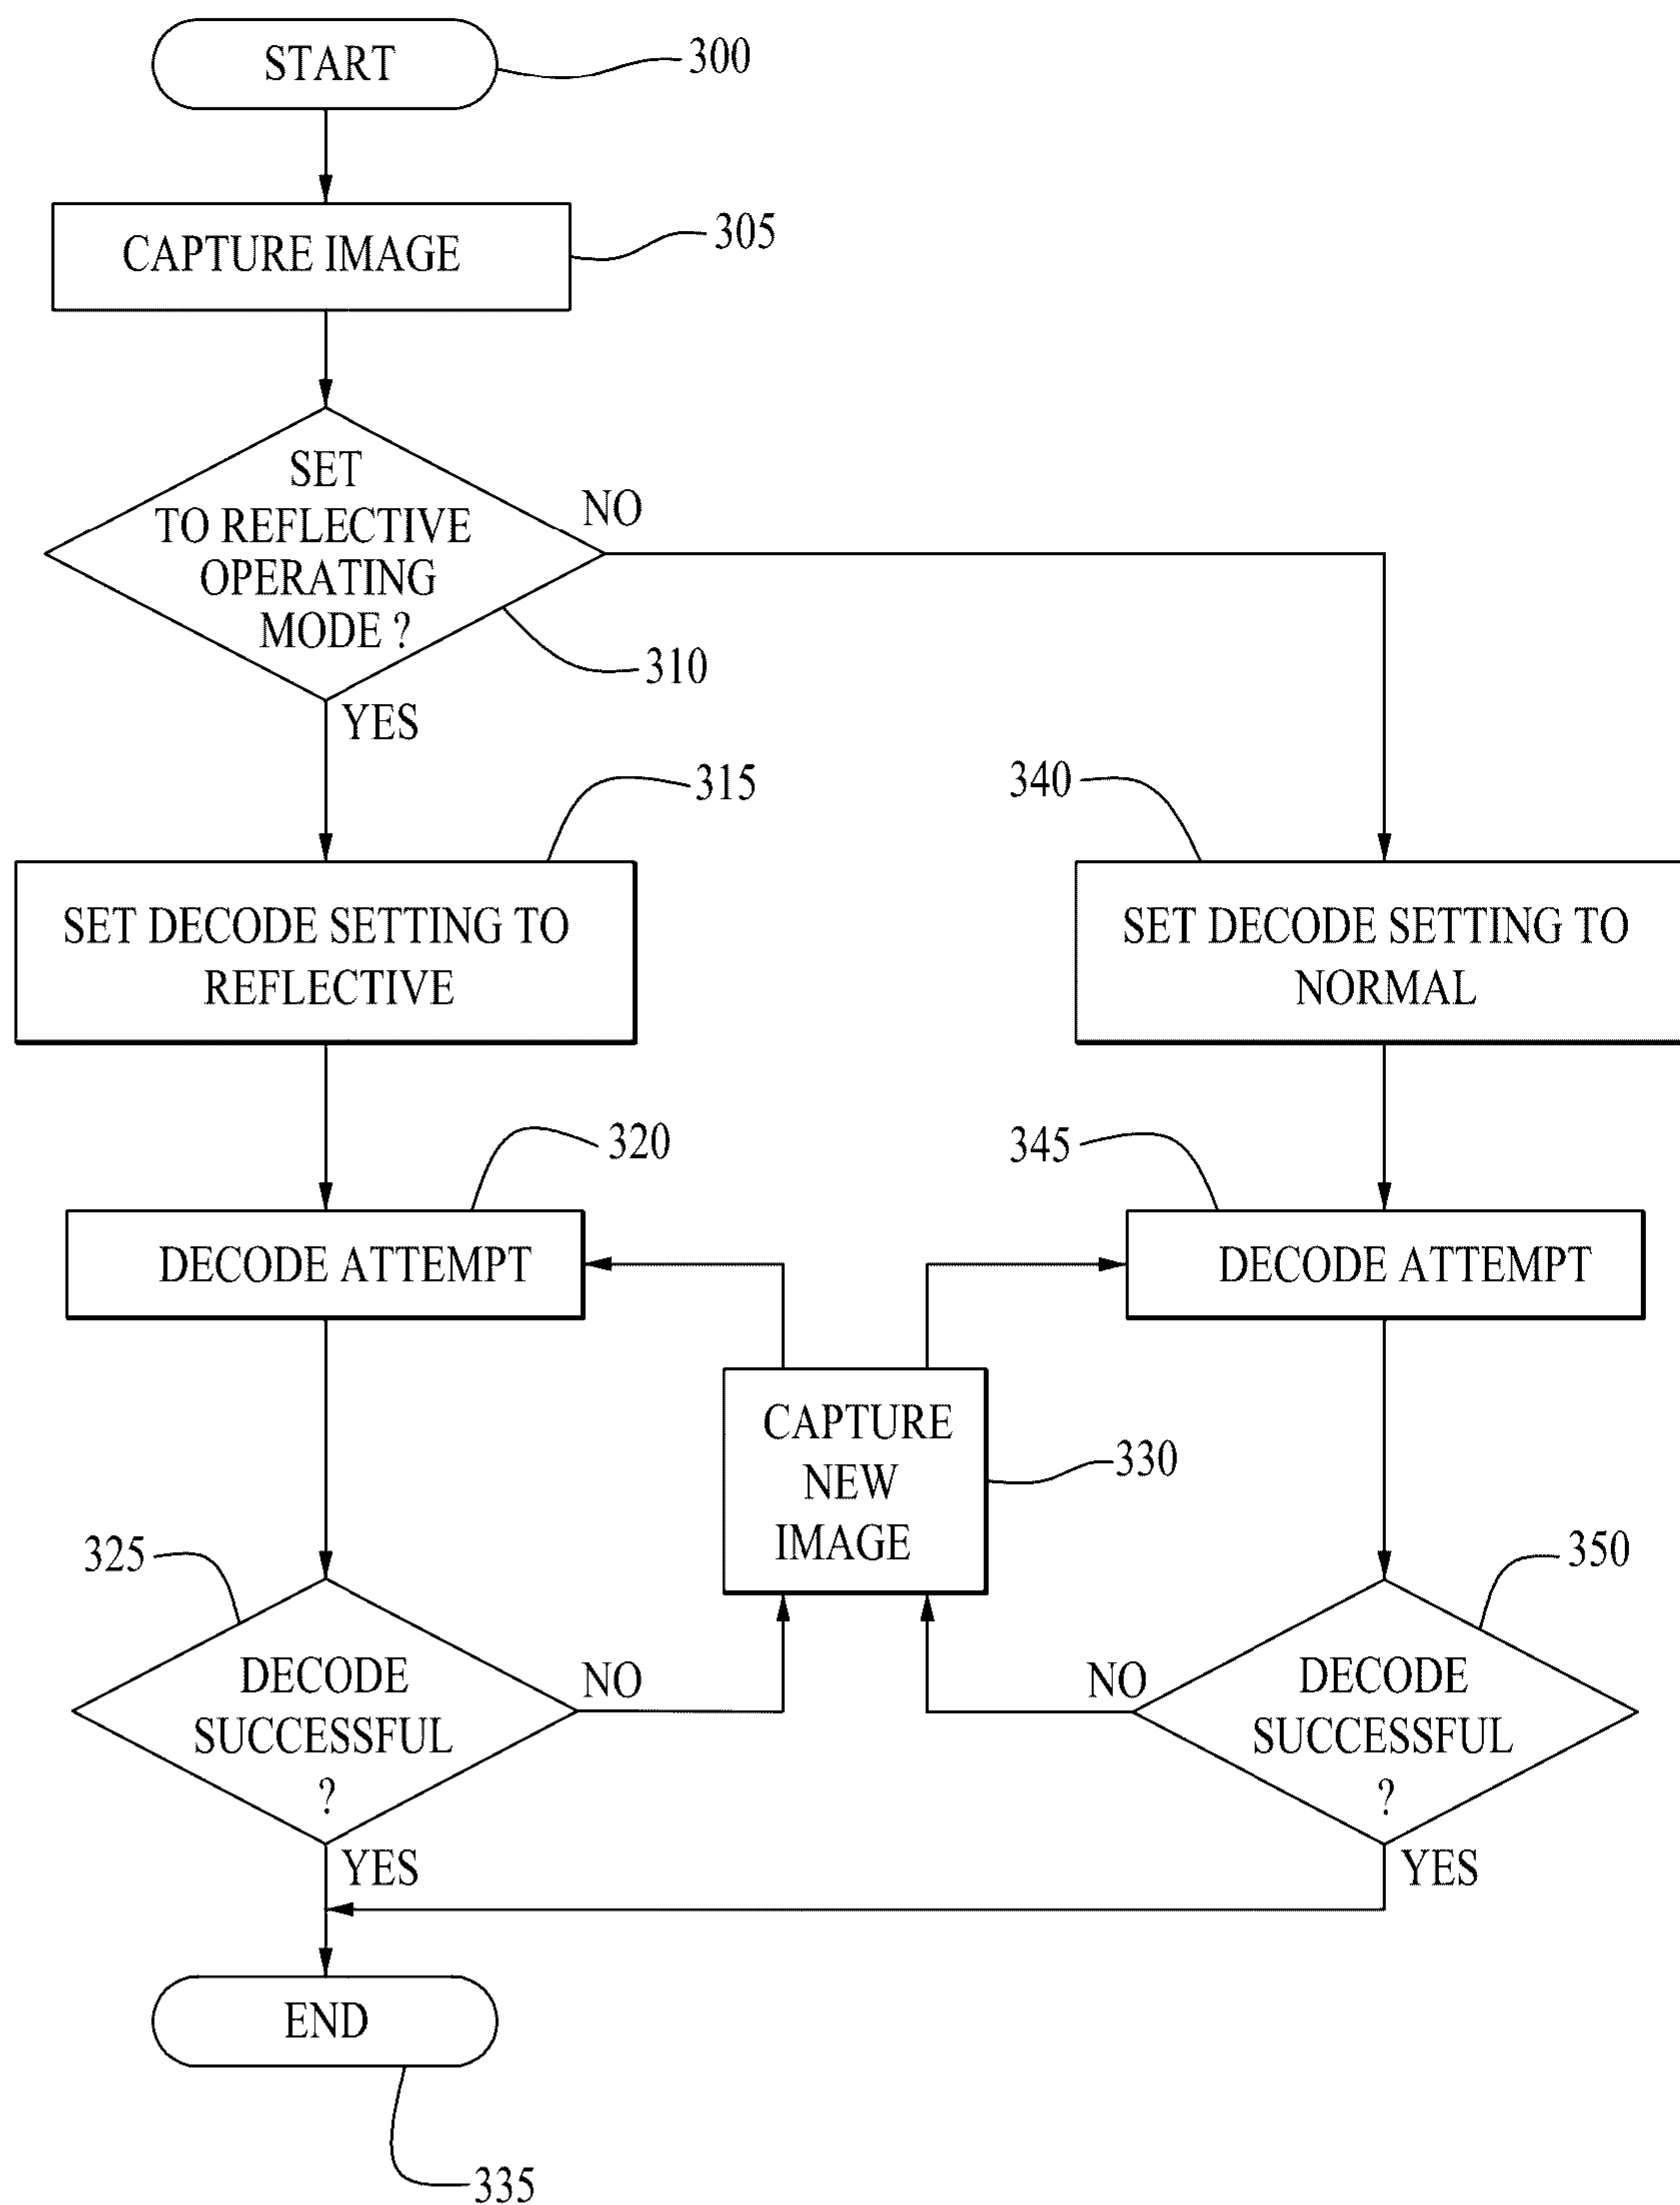 START
300
CAPTURE IMAGE
305
SET
TO REFLECTIVE
OPERATING
MODE ?
NO
310
YES
315
340
SET DECODE SETTING TO
REFLECTIVE
SET DECODE SETTING TO
NORMAL
320
345
DECODE ATTEMPT
DECODE ATTEMPT
CAPTURE
NEW
IMAGE
330
325
350
DECODE
SUCCESSFUL
?
NO
NO
DECODE
SUCCESSFUL
?
YES
YES
END
335